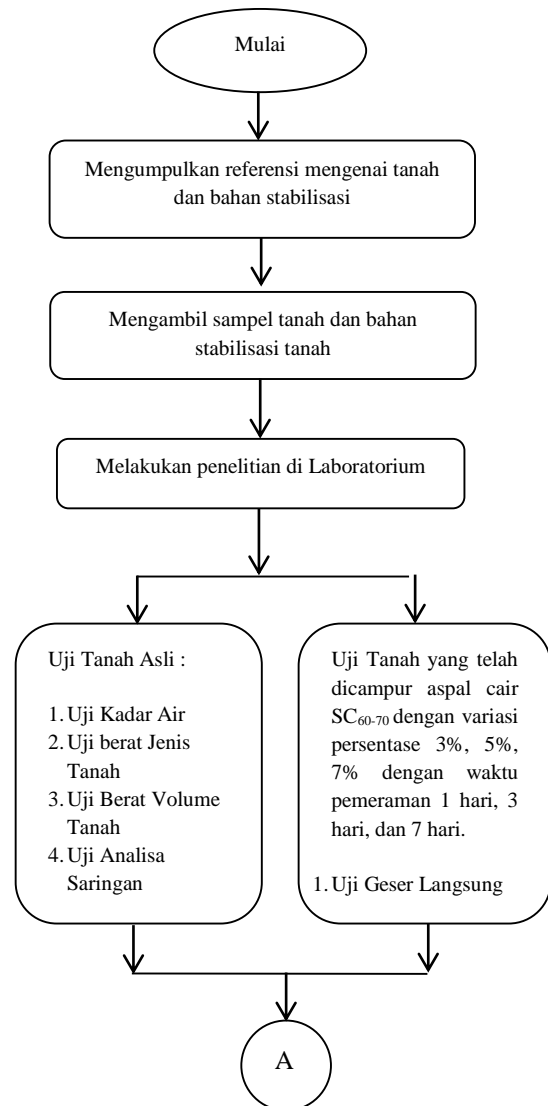 Mulai
Mengumpulkan referensi mengenai tanah
dan bahan stabilisasi
Mengambil sampel tanah dan bahan
stabilisasi tanah
Melakukan penelitian di Laboratorium
Uji Tanah Asli :
1. Uji Kadar Air
2. Uji berat Jenis
Tanah
3. Uji Berat Volume
Tanah
4. Uji Analisa
Saringan
Uji Tanah yang telah
dicampur aspal cair
SC60-70 dengan variasi
persentase 3%, 5%,
7% dengan waktu
pemeraman 1 hari, 3
hari, dan 7 hari.
1. Uji Geser Langsung
A